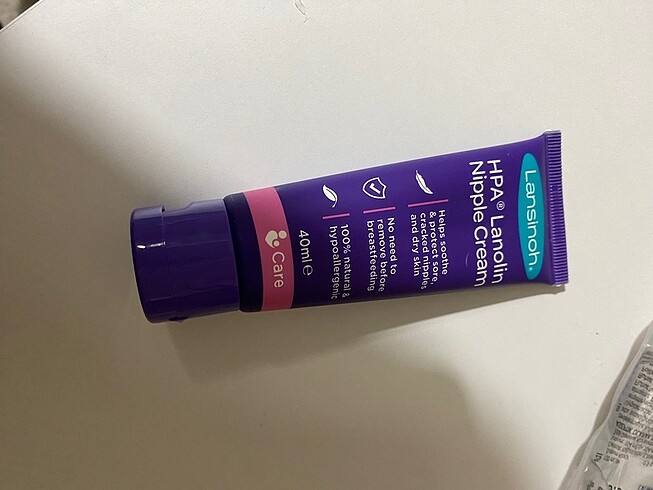 Lansinoh®
HPA® Lanolin
Nipple Cream
Helps soothe
& protect sore,
cracked nipples
and dry skin
No need to
remove before
breastfeeding
100% natural &
hypoallergenic
40ml e
Care